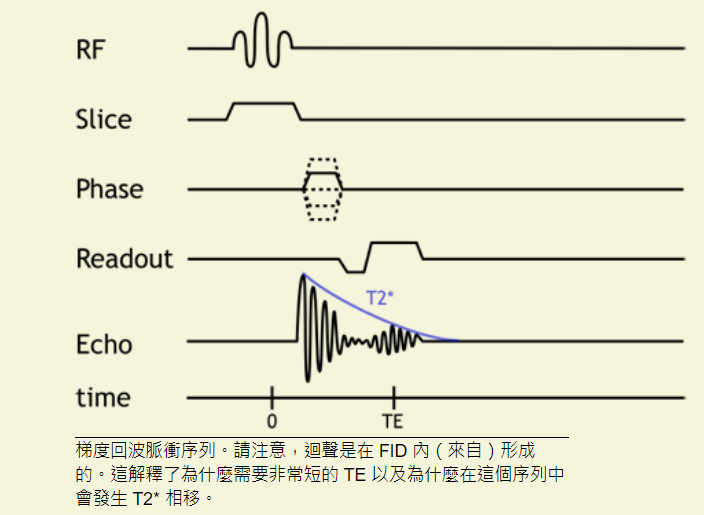 RF
Slice
Phase
Readout
T2*
Echo
time
0
TE
梯度回波脈衝序列。請注意，迴聲是在 FID 內（來自）形成
的。這解釋了為什麼需要非常短的 TE 以及為什麼在這個序列中
會發生 T2* 相移。